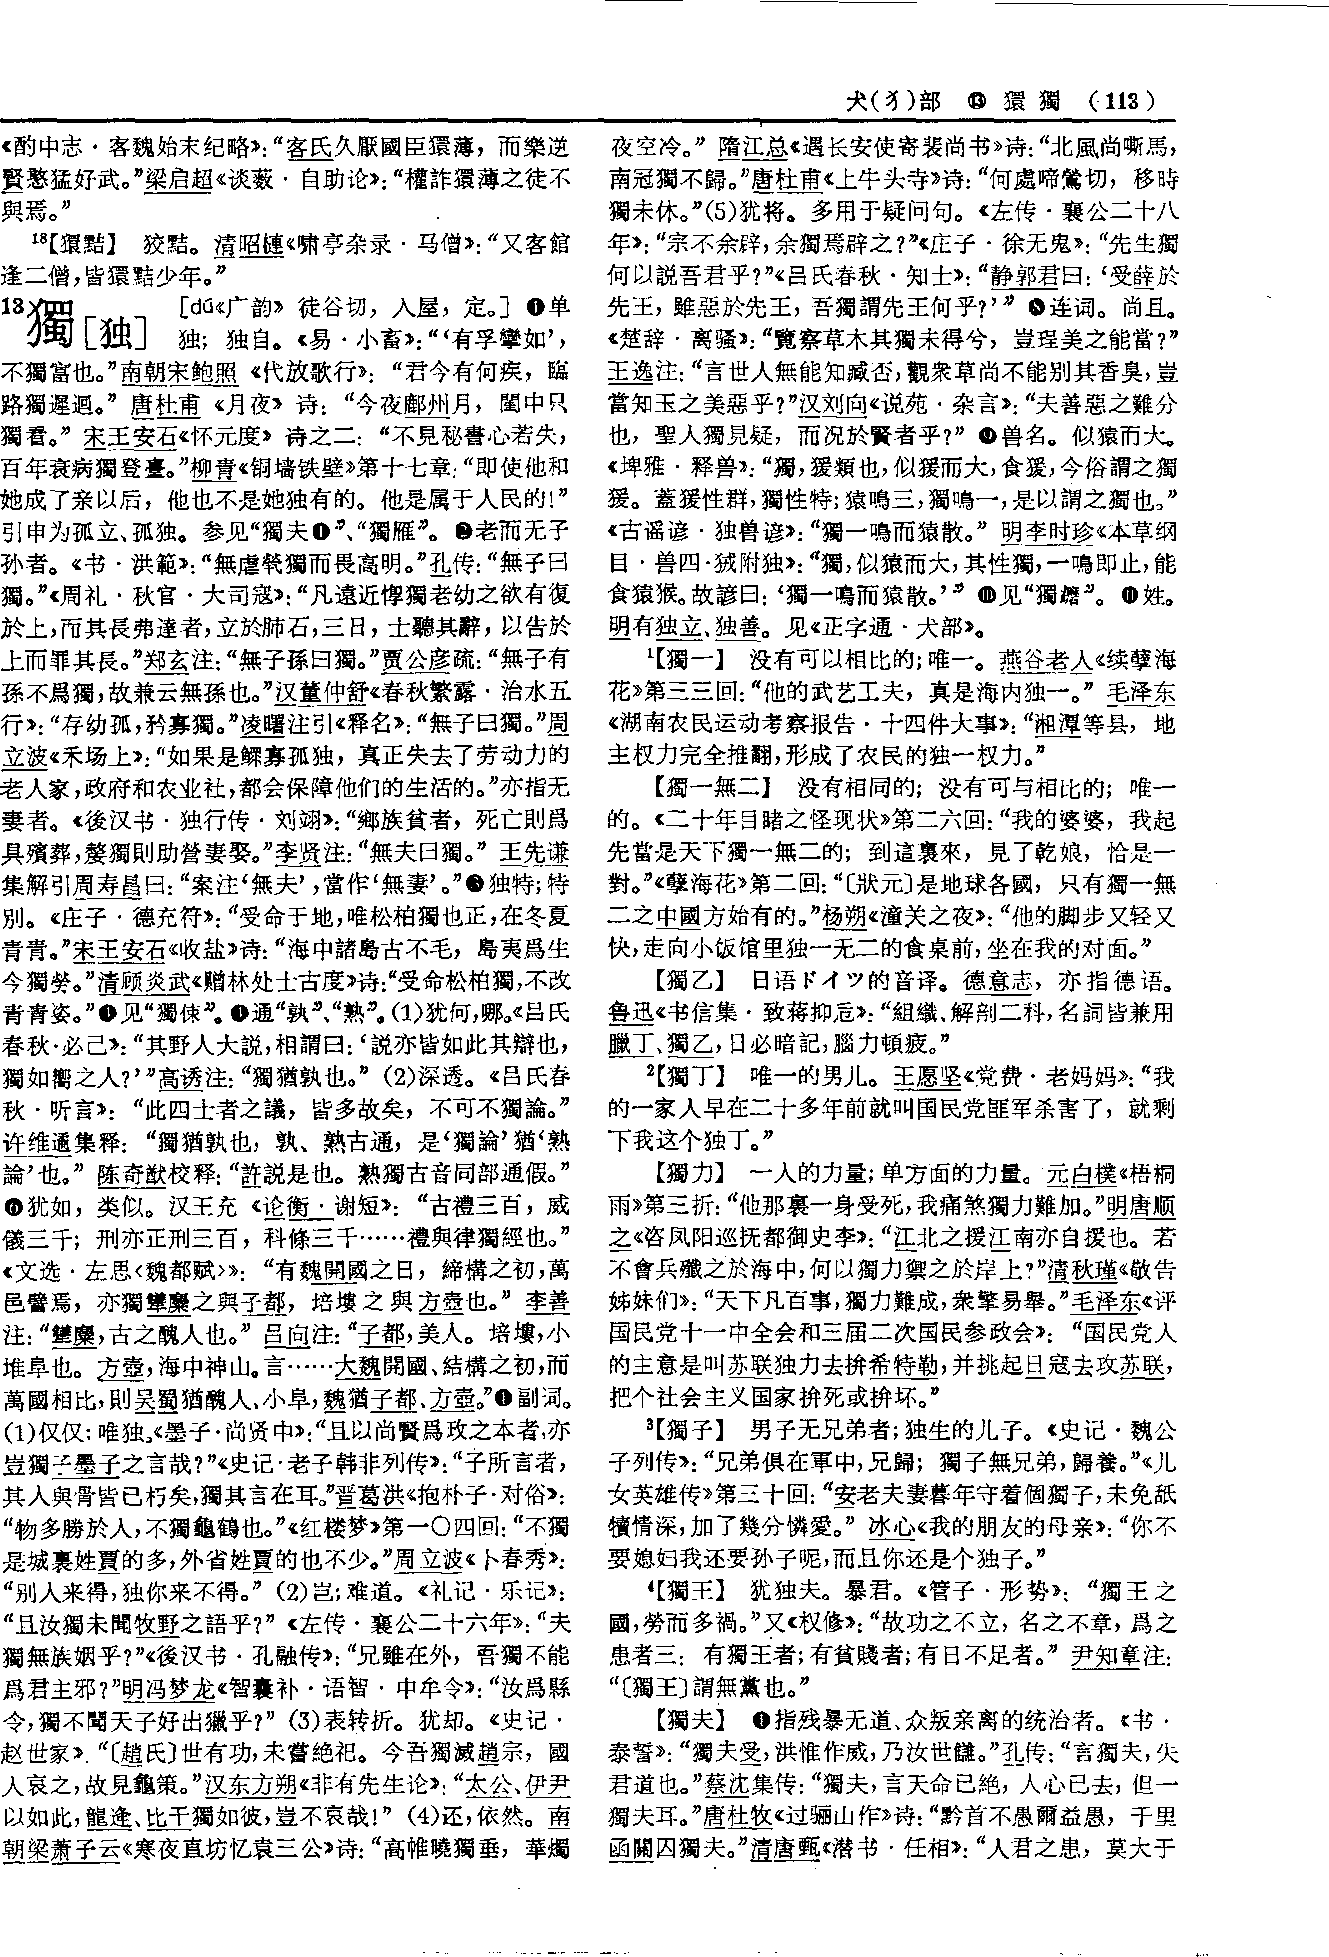 犬(犭)部 ⓭ 獧獨 (113)
《酌中志·客魏始末纪略》：“客氏久厭國臣獧薄，而樂逆
賢憨猛好武。”梁启超《谈薮·自助论》：“權詐獧薄之徒不
與焉。”
¹⁸【獧黠】 狡黠。清昭梿《啸亭杂录·马僧》：“又客館
逢二僧，皆獧黠少年。”
13獨[独] [dú《广韵》徒谷切，入屋，定。] ❶单
独；独自。《易·小畜》：“‘有孚攣如’，
不獨富也。”南朝宋鲍照《代放歌行》：“君今有何疾，臨
路獨遲迴。”唐杜甫《月夜》诗：“今夜鄜州月，閨中只
獨看。”宋王安石《怀元度》诗之二：“不見秘書心若失，
百年衰病獨登臺。”柳青《铜墙铁壁》第十七章：“即使他和
她成了亲以后，他也不是她独有的。他是属于人民的！”
引申为孤立、孤独。参见“獨夫❶”、“獨雁”。❷老而无子
孙者。《书·洪範》：“無虐煢獨而畏高明。”孔传：“無子曰
獨。”《周礼·秋官·大司寇》：“凡遠近惸獨老幼之欲有復
於上，而其長弗達者，立於肺石，三日，士聽其辭，以告於
上而罪其長。”郑玄注：“無子孫曰獨。”贾公彦疏：“無子有
孫不爲獨，故兼云無孫也。”汉董仲舒《春秋繁露·治水五
行》：“存幼孤，矜寡獨。”凌曙注引《释名》：“無子曰獨。”周
立波《禾场上》：“如果是鳏寡孤独，真正失去了劳动力的
老人家，政府和农业社，都会保障他们的生活的。”亦指无
妻者。《後汉书·独行传·刘翊》：“鄉族貧者，死亡則爲
具殯葬，嫠獨則助營妻娶。”李贤注：“無夫曰獨。”王先谦
集解引周寿昌曰：“案注‘無夫’，當作‘無妻’。”❸独特；特
别。《庄子·德充符》：“受命于地，唯松柏獨也正，在冬夏
青青。”宋王安石《收盐》诗：“海中諸島古不毛，島夷爲生
今獨勞。”清顾炎武《赠林处士古度》诗：“受命松柏獨，不改
青青姿。”❹见“獨倲”。❺通“孰”、“熟”。(1)犹何，哪。《吕氏
春秋·必己》：“其野人大説，相謂曰：‘説亦皆如此其辯也，
獨如嚮之人？’”高诱注：“獨猶孰也。”(2)深透。《吕氏春
秋·听言》：“此四士者之議，皆多故矣，不可不獨論。”
许维遹集释：“獨猶孰也，孰、熟古通，是‘獨論’猶‘熟
論’也。”陈奇猷校释：“許説是也。熟獨古音同部通假。”
❻犹如，类似。汉王充《论衡·谢短》：“古禮三百，威
儀三千；刑亦正刑三百，科條三千……禮與律獨經也。”
《文选·左思〈魏都赋〉》：“有魏開國之日，締構之初，萬
邑譬焉，亦獨犨麋之與子都，培塿之與方壺也。”李善
注：“犨麋，古之醜人也。”吕向注：“子都，美人。培塿，小
堆阜也。方壺，海中神山。言……大魏開國、結構之初，而
萬國相比，則吴蜀猶醜人、小阜，魏猶子都、方壺。”❼副词。
(1)仅仅；唯独。《墨子·尚贤中》：“且以尚賢爲政之本者，亦
豈獨子墨子之言哉？”《史记·老子韩非列传》：“子所言者，
其人與骨皆已朽矣，獨其言在耳。”晋葛洪《抱朴子·对俗》：
“物多勝於人，不獨龜鶴也。”《红楼梦》第一〇四回：“不獨
是城裏姓賈的多，外省姓賈的也不少。”周立波《卜春秀》：
“别人来得，独你来不得。”(2)岂；难道。《礼记·乐记》：
“且汝獨未聞牧野之語乎？”《左传·襄公二十六年》：“夫
獨無族姻乎？”《後汉书·孔融传》：“兄雖在外，吾獨不能
爲君主邪？”明冯梦龙《智囊补·语智·中牟令》：“汝爲縣
令，獨不聞天子好出獵乎？”(3)表转折。犹却。《史记·
赵世家》：“〔趙氏〕世有功，未嘗絶祀。今吾獨滅趙宗，國
人哀之，故見龜策。”汉东方朔《非有先生论》：“太公、伊尹
以如此，龍逢、比干獨如彼，豈不哀哉！”(4)还，依然。南
朝梁萧子云《寒夜直坊忆袁三公》诗：“高帷曉獨垂，華燭
夜空冷。”隋江总《遇长安使寄裴尚书》诗：“北風尚嘶馬，
南冠獨不歸。”唐杜甫《上牛头寺》诗：“何處啼鶯切，移時
獨未休。”(5)犹将。多用于疑问句。《左传·襄公二十八
年》：“宗不余辟，余獨焉辟之？”《庄子·徐无鬼》：“先生獨
何以説吾君乎？”《吕氏春秋·知士》：“静郭君曰：‘受薛於
先王，雖惡於先王，吾獨謂先王何乎？’”❽连词。尚且。
《楚辞·离骚》：“覽察草木其獨未得兮，豈珵美之能當？”
王逸注：“言世人無能知臧否，觀衆草尚不能别其香臭，豈
當知玉之美惡乎？”汉刘向《说苑·杂言》：“夫善惡之難分
也，聖人獨見疑，而况於賢者乎？”❾兽名。似猿而大。
《埤雅·释兽》：“獨，猨類也，似猨而大，食猨，今俗謂之獨
猨。蓋猨性群，獨性特；猿鳴三，獨鳴一，是以謂之獨也。”
《古谣谚·独兽谚》：“獨一鳴而猿散。”明李时珍《本草纲
目·兽四·狨附独》：“獨，似猿而大，其性獨，一鳴即止，能
食猿猴。故諺曰：‘獨一鳴而猿散。’”❿见“獨𤢖”。⓫姓。
明有独立、独善。见《正字通·犬部》。
¹【獨一】 没有可以相比的；唯一。燕谷老人《续孽海
花》第三三回：“他的武艺工夫，真是海内独一。”毛泽东
《湖南农民运动考察报告·十四件大事》：“湘潭等县，地
主权力完全推翻，形成了农民的独一权力。”
【獨一無二】 没有相同的；没有可与相比的；唯一
的。《二十年目睹之怪现状》第二六回：“我的婆婆，我起
先當是天下獨一無二的；到這裏來，見了乾娘，恰是一
對。”《孽海花》第二回：“〔狀元〕是地球各國，只有獨一無
二之中國方始有的。”杨朔《潼关之夜》：“他的脚步又轻又
快，走向小饭馆里独一无二的食桌前，坐在我的对面。”
【獨乙】 日语ドイツ的音译。德意志，亦指德语。
鲁迅《书信集·致蒋抑卮》：“組織、解剖二科，名詞皆兼用
臘丁、獨乙，日必暗記，腦力頓疲。”
²【獨丁】 唯一的男儿。王愿坚《党费·老妈妈》：“我
的一家人早在二十多年前就叫国民党匪军杀害了，就剩
下我这个独丁。”
【獨力】 一人的力量；单方面的力量。元白樸《梧桐
雨》第三折：“他那裏一身受死，我痛煞獨力難加。”明唐顺
之《咨凤阳巡抚都御史李》：“江北之援江南亦自援也。若
不會兵殲之於海中，何以獨力禦之於岸上？”清秋瑾《敬告
姊妹们》：“天下凡百事，獨力難成，衆擎易舉。”毛泽东《评
国民党十一中全会和三届二次国民参政会》：“国民党人
的主意是叫苏联独力去拚希特勒，并挑起日寇去攻苏联，
把个社会主义国家拚死或拚坏。”
³【獨子】 男子无兄弟者；独生的儿子。《史记·魏公
子列传》：“兄弟俱在軍中，兄歸；獨子無兄弟，歸養。”《儿
女英雄传》第三十回：“安老夫妻暮年守着個獨子，未免舐
犢情深，加了幾分憐愛。”冰心《我的朋友的母亲》：“你不
要媳妇我还要孙子呢，而且你还是个独子。”
⁴【獨王】 犹独夫。暴君。《管子·形势》：“獨王之
國，勞而多禍。”又《权修》：“故功之不立，名之不章，爲之
患者三：有獨王者；有貧賤者；有日不足者。”尹知章注：
“〔獨王〕謂無黨也。”
【獨夫】 ❶指残暴无道、众叛亲离的统治者。《书·
泰誓》：“獨夫受，洪惟作威，乃汝世讎。”孔传：“言獨夫，失
君道也。”蔡沈集传：“獨夫，言天命已絶，人心已去，但一
獨夫耳。”唐杜牧《过骊山作》诗：“黔首不愚爾益愚，千里
函關囚獨夫。”清唐甄《潜书·任相》：“人君之患，莫大于